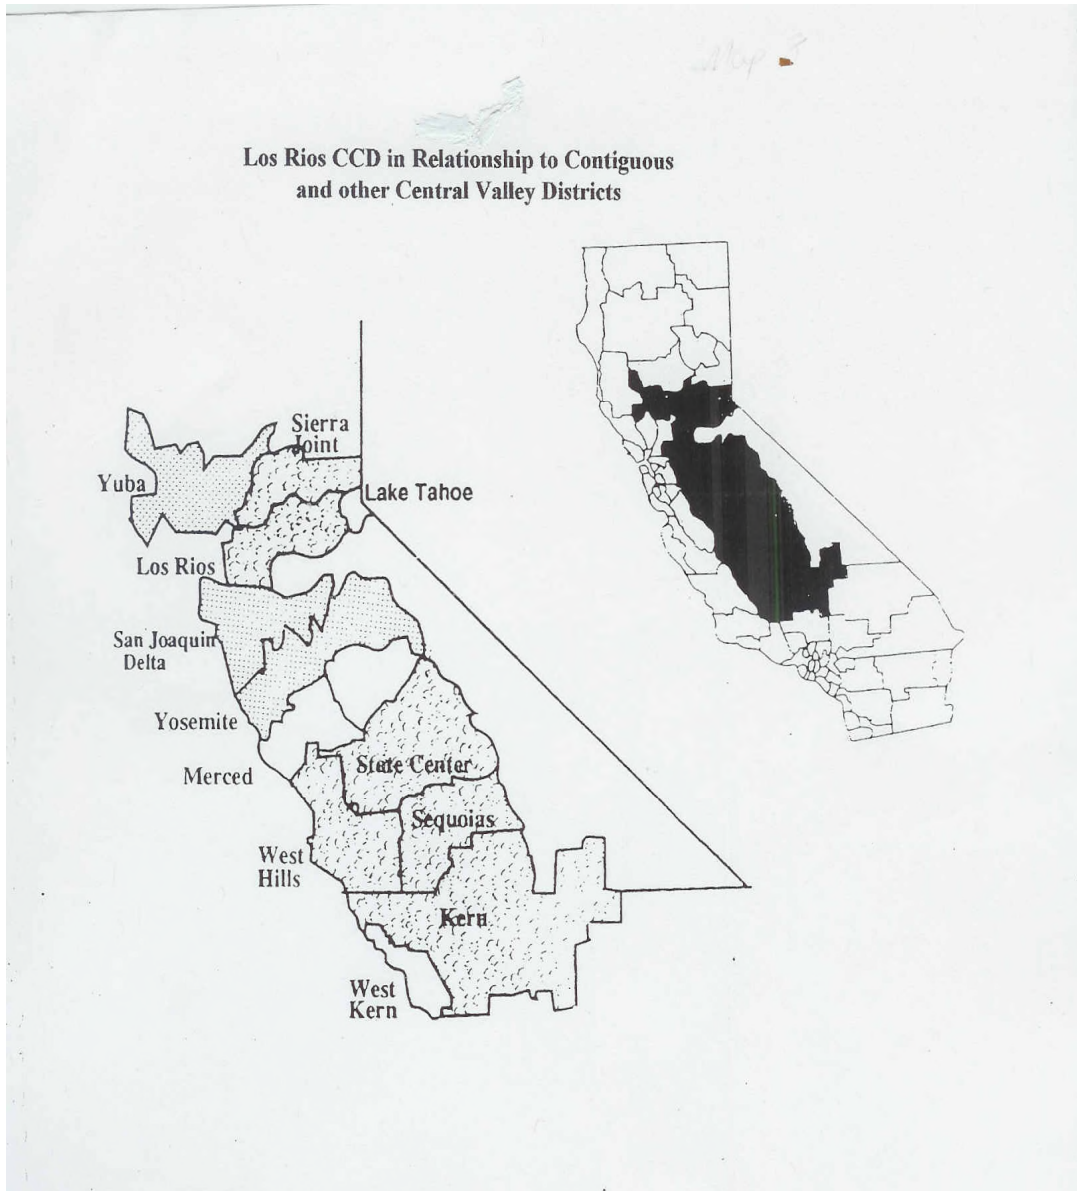 Map
Los Rios CCD in Relationship to Contiguous
and other Central Valley Districts
Sierra
Joint
Yuba
Lake Tahoe
Los Rios
San Joaquin
Delta
Yosemite
Merced
State Center
Sequoias
West
Hills
Kern
West
Kern